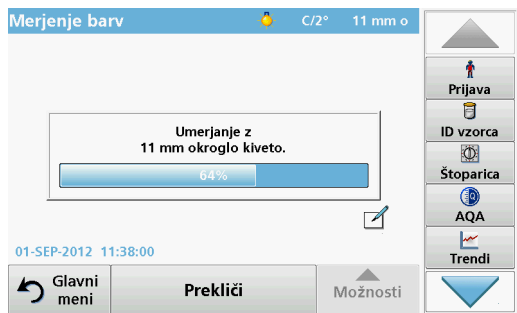 Merjenje barv C/2° 11 mm o
Prijava
ID vzorca
Umerjanje z
11 mm okroglo kiveto.
64%
Štoparica
AQA
01-SEP-2012 11:38:00
Trendi
Glavni
meni
Prekliči
Možnosti